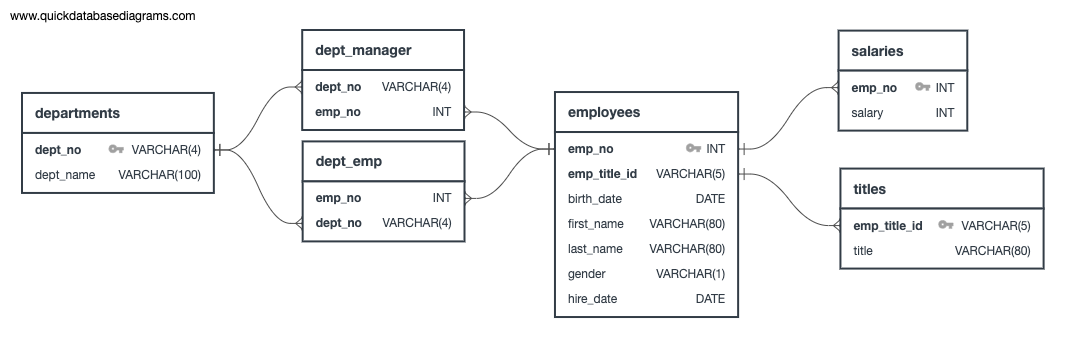 www.quickdatabasediagrams.com
departments
dept_no VARCHAR(4)
dept_name VARCHAR(100)
dept_manager
dept_no VARCHAR(4)
emp_no INT
dept_emp
emp_no INT
dept_no VARCHAR(4)
employees
emp_no INT
emp_title_id VARCHAR(5)
birth_date DATE
first_name VARCHAR(80)
last_name VARCHAR(80)
gender VARCHAR(1)
hire_date DATE
salaries
emp_no INT
salary INT
titles
emp_title_id VARCHAR(5)
title VARCHAR(80)